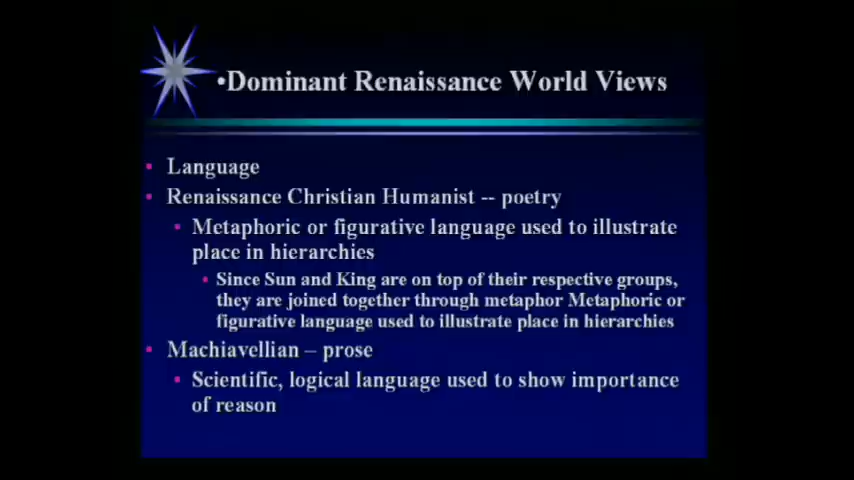 •Dominant Renaissance World Views
▪ Language
▪ Renaissance Christian Humanist -- poetry
▪ Metaphoric or figurative language used to illustrate
place in hierarchies
▪ Since Sun and King are on top of their respective groups,
they are joined together through metaphor Metaphoric or
figurative language used to illustrate place in hierarchies
▪ Machiavellian – prose
▪ Scientific, logical language used to show importance
of reason